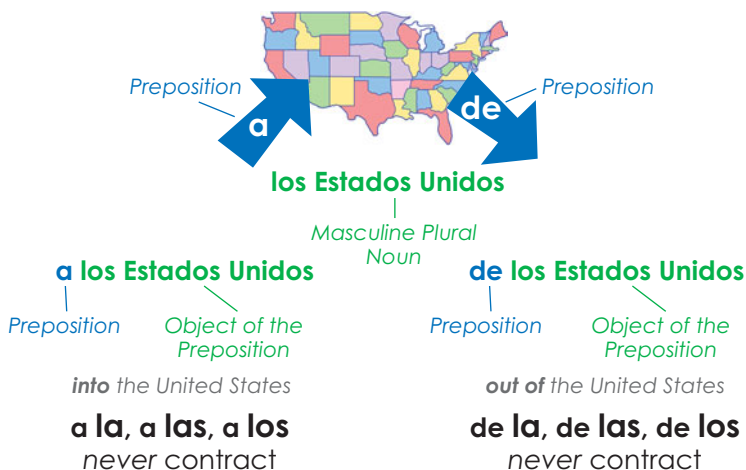 Preposition
a
de
Preposition
los Estados Unidos
Masculine Plural
Noun
a los Estados Unidos
Preposition
Object of the
Preposition
into the United States
a la, a las, a los
never contract
de los Estados Unidos
Preposition
Object of the
Preposition
out of the United States
de la, de las, de los
never contract